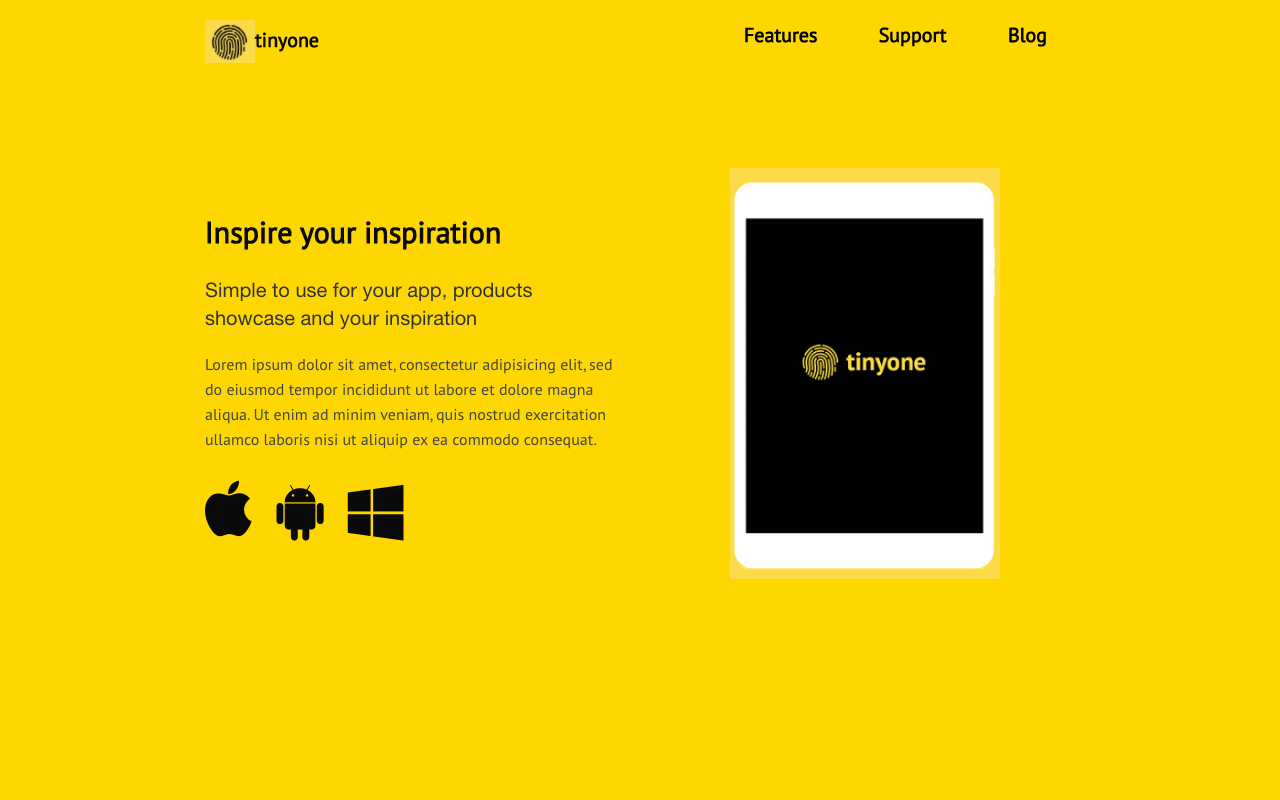 tinyone
Features
Support
Blog
Inspire your inspiration
Simple to use for your app, products
showcase and your inspiration
Lorem ipsum dolor sit amet, consectetur adipisicing elit, sed
do eiusmod tempor incididunt ut labore et dolore magna
aliqua. Ut enim ad minim veniam, quis nostrud exercitation
ullamco laboris nisi ut aliquip ex ea commodo consequat.
tinyone